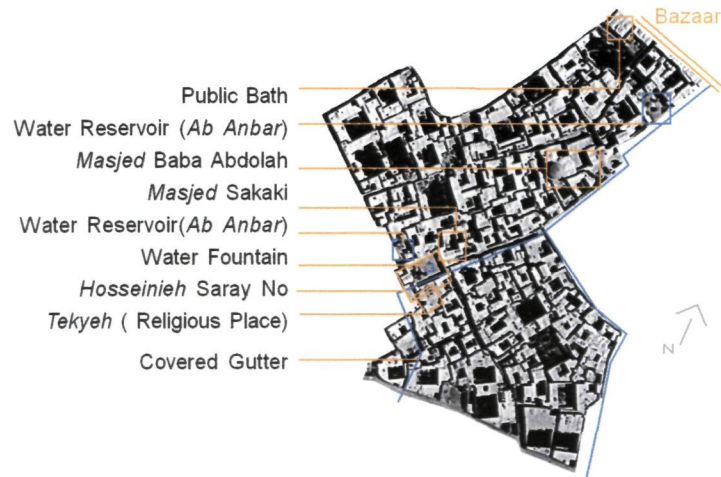 Bazaar
Public Bath
Water Reservoir (Ab Anbar)
Masjed Baba Abdolah
Masjed Sakaki
Water Reservoir(Ab Anbar)
Water Fountain
Hosseinieh Saray No
Tekyeh ( Religious Place)
Covered Gutter
N